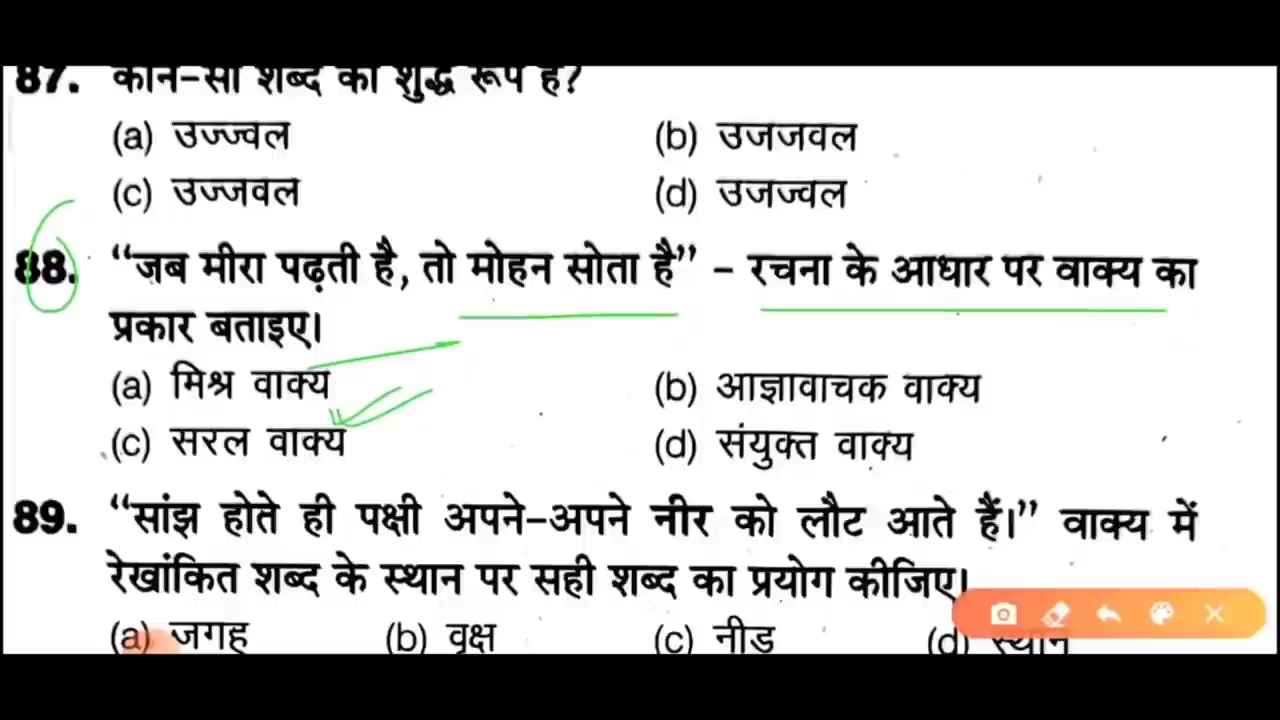 87. कौन-सा शब्द का शुद्ध रूप है?
(a) उज्ज्वल (b) उजजवल
(c) उज्जवल (d) उजज्वल
88. “जब मीरा पढ़ती है, तो मोहन सोता है” – रचना के आधार पर वाक्य का
प्रकार बताइए।
(a) मिश्र वाक्य (b) आज्ञावाचक वाक्य
(c) सरल वाक्य (d) संयुक्त वाक्य
89. “सांझ होते ही पक्षी अपने-अपने नीर को लौट आते हैं।” वाक्य में
रेखांकित शब्द के स्थान पर सही शब्द का प्रयोग कीजिए।
(a) जगह (b) वृक्ष (c) नीड (d) स्थान